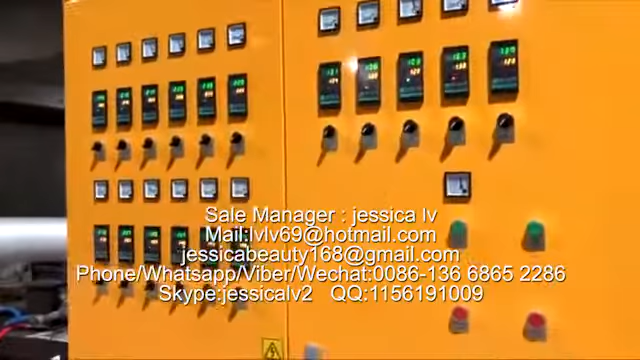 Sale Manager : jessica lv
Mail:lvlv69@hotmail.com
jessicabeauty168@gmail.com
Phone/Whatsapp/Viber/Wechat:0086-136 6865 2286
Skype:jessicalv2 QQ:1156191009